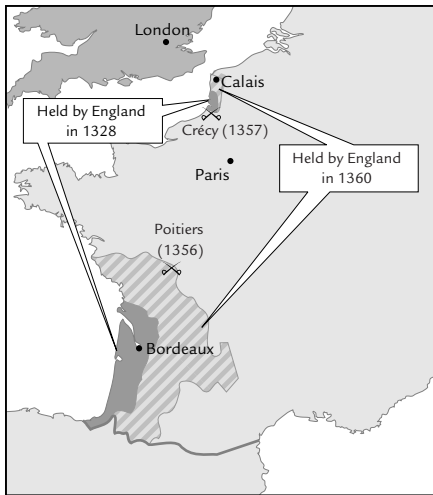 London
Calais
Held by England
in 1328
Crécy (1357)
Held by England
in 1360
Paris
Poitiers
(1356)
Bordeaux